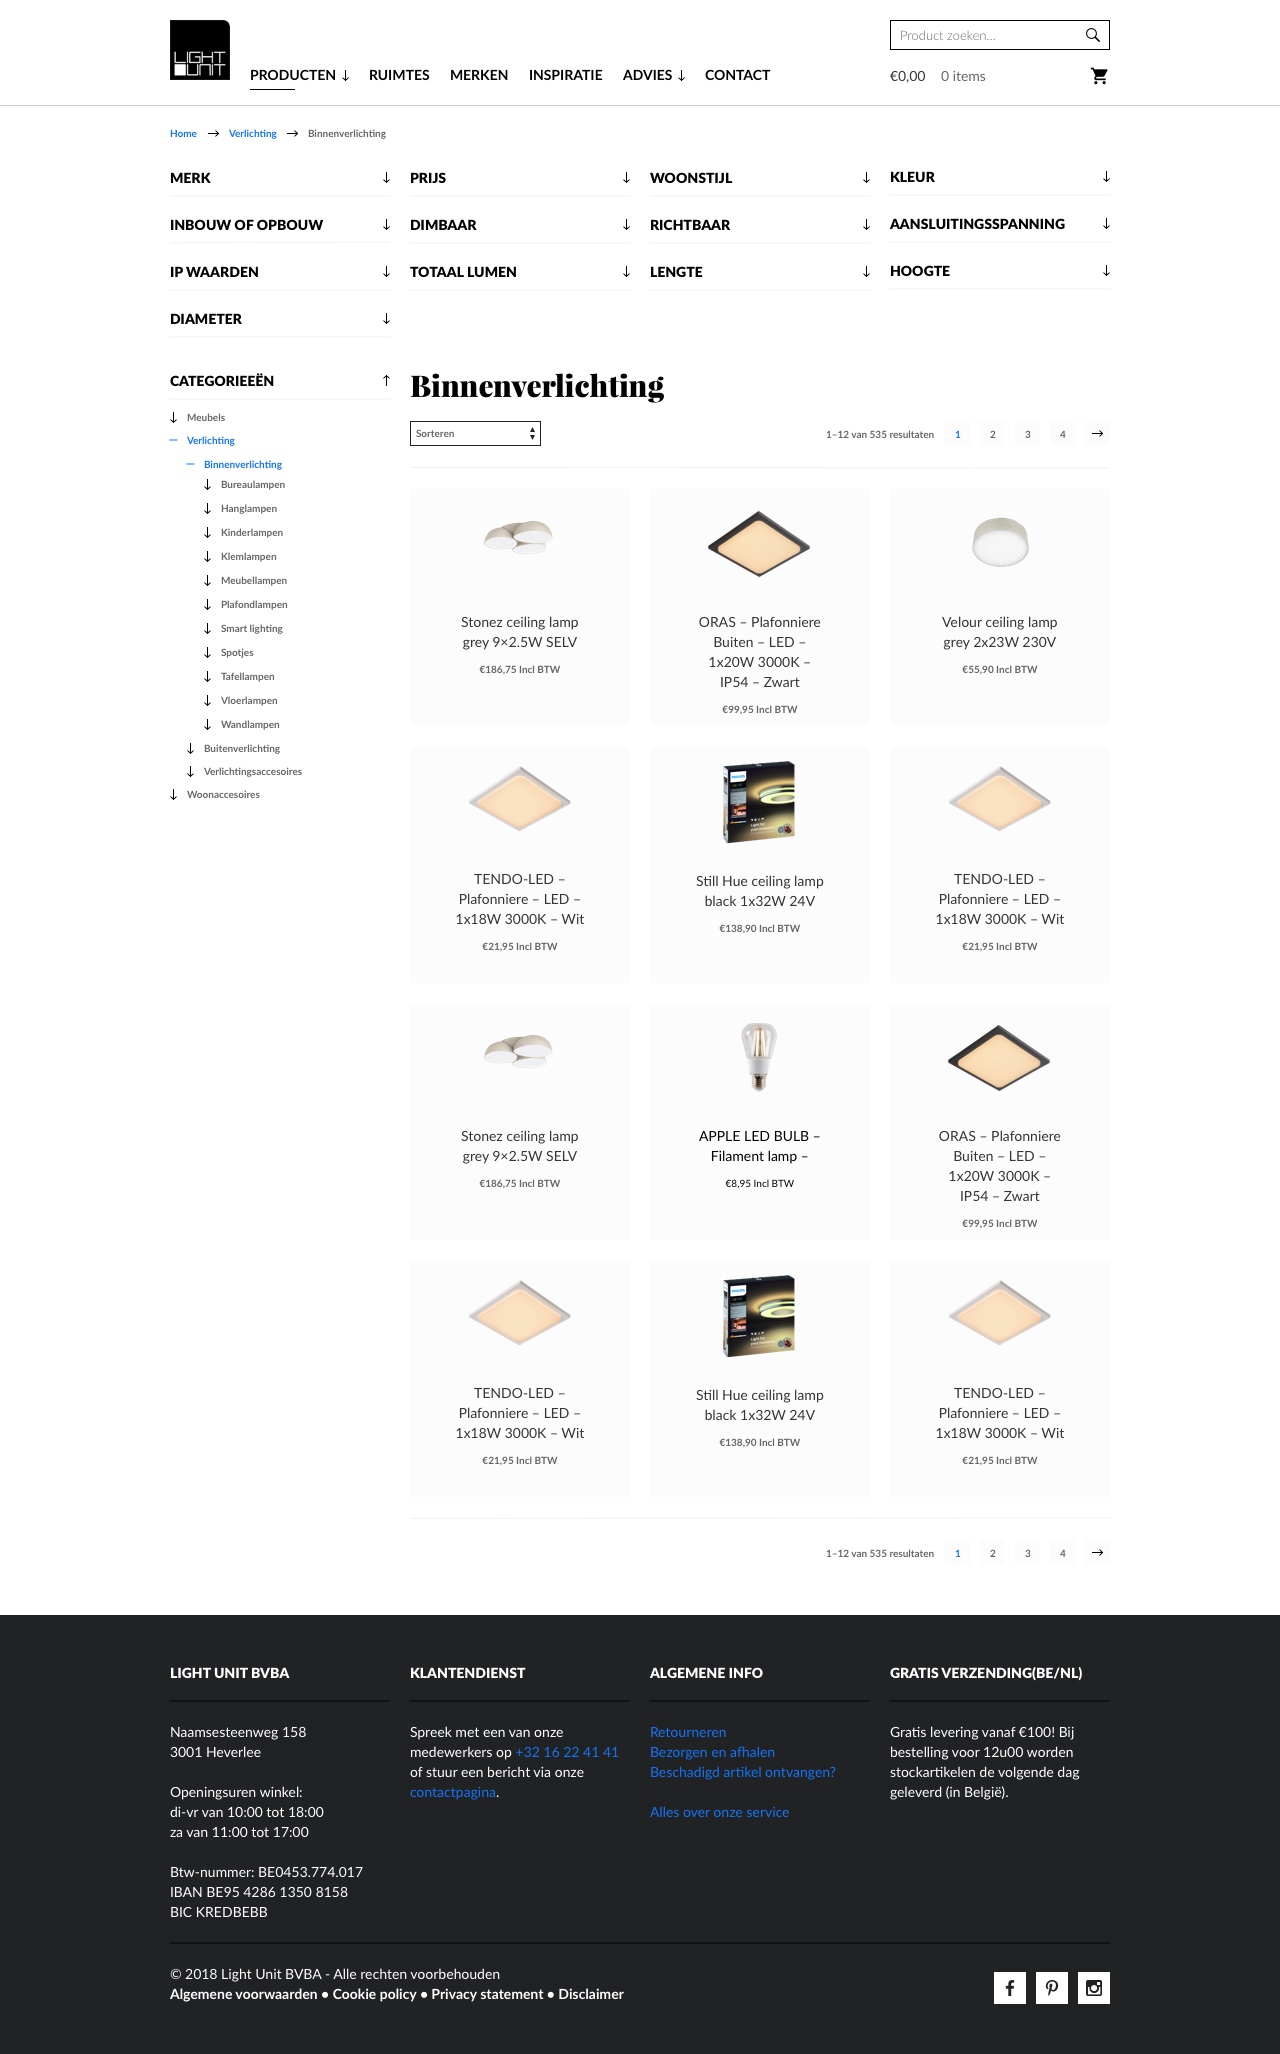 LIGHT
UNIT
Product zoeken...
PRODUCTEN ↓ RUIMTES MERKEN INSPIRATIE ADVIES ↓ CONTACT
€0,00 0 items
Home → Verlichting → Binnenverlichting
MERK ↓ PRIJS ↓ WOONSTIJL ↓ KLEUR ↓
INBOUW OF OPBOUW ↓ DIMBAAR ↓ RICHTBAAR ↓ AANSLUITINGSSPANNING ↓
IP WAARDEN ↓ TOTAAL LUMEN ↓ LENGTE ↓ HOOGTE ↓
DIAMETER ↓
CATEGORIEEËN ↑
↓ Meubels
– Verlichting
– Binnenverlichting
↓ Bureaulampen
↓ Hanglampen
↓ Kinderlampen
↓ Klemlampen
↓ Meubellampen
↓ Plafondlampen
↓ Smart lighting
↓ Spotjes
↓ Tafellampen
↓ Vloerlampen
↓ Wandlampen
↓ Buitenverlichting
↓ Verlichtingsaccesoires
↓ Woonaccesoires
Binnenverlichting
Sorteren
1–12 van 535 resultaten 1 2 3 4 →
Stonez ceiling lamp
grey 9×2.5W SELV
€186,75 Incl BTW
ORAS – Plafonniere
Buiten – LED –
1x20W 3000K –
IP54 – Zwart
€99,95 Incl BTW
Velour ceiling lamp
grey 2x23W 230V
€55,90 Incl BTW
TENDO-LED –
Plafonniere – LED –
1x18W 3000K – Wit
€21,95 Incl BTW
PHILIPS
Still Hue ceiling lamp
black 1x32W 24V
€138,90 Incl BTW
TENDO-LED –
Plafonniere – LED –
1x18W 3000K – Wit
€21,95 Incl BTW
Stonez ceiling lamp
grey 9×2.5W SELV
€186,75 Incl BTW
APPLE LED BULB –
Filament lamp –
€8,95 Incl BTW
ORAS – Plafonniere
Buiten – LED –
1x20W 3000K –
IP54 – Zwart
€99,95 Incl BTW
TENDO-LED –
Plafonniere – LED –
1x18W 3000K – Wit
€21,95 Incl BTW
PHILIPS
Still Hue ceiling lamp
black 1x32W 24V
€138,90 Incl BTW
TENDO-LED –
Plafonniere – LED –
1x18W 3000K – Wit
€21,95 Incl BTW
1–12 van 535 resultaten 1 2 3 4 →
LIGHT UNIT BVBA
Naamsesteenweg 158
3001 Heverlee
Openingsuren winkel:
di-vr van 10:00 tot 18:00
za van 11:00 tot 17:00
Btw-nummer: BE0453.774.017
IBAN BE95 4286 1350 8158
BIC KREDBEBB
KLANTENDIENST
Spreek met een van onze
medewerkers op +32 16 22 41 41
of stuur een bericht via onze
contactpagina.
ALGEMENE INFO
Retourneren
Bezorgen en afhalen
Beschadigd artikel ontvangen?
Alles over onze service
GRATIS VERZENDING(BE/NL)
Gratis levering vanaf €100! Bij
bestelling voor 12u00 worden
stockartikelen de volgende dag
geleverd (in België).
© 2018 Light Unit BVBA - Alle rechten voorbehouden
Algemene voorwaarden • Cookie policy • Privacy statement • Disclaimer